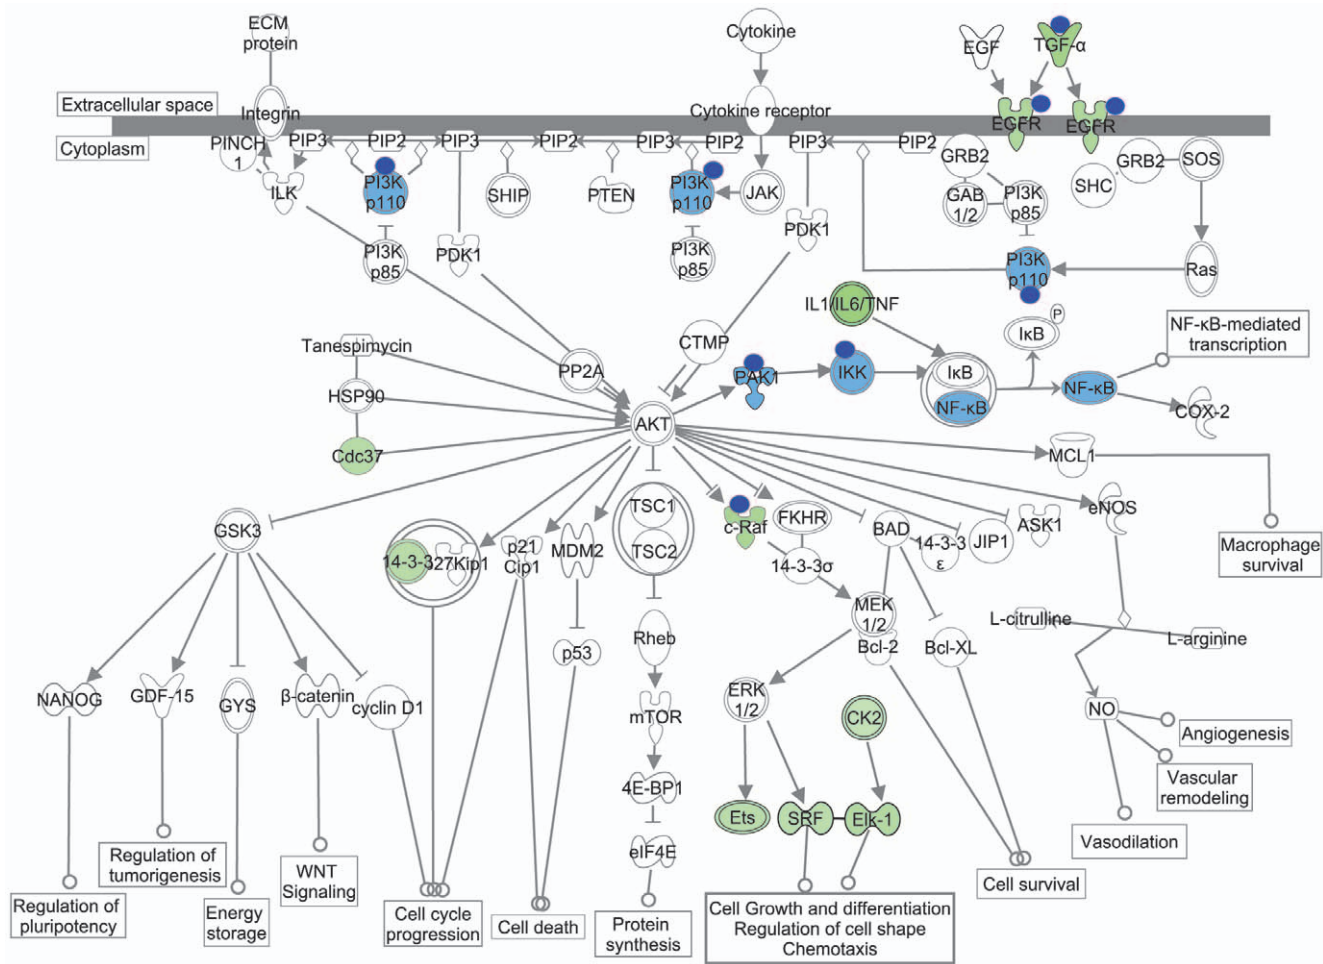 ECM
protein
Cytokine
EGF
TGF-α
Extracellular space
Integrin
Cytokine receptor
EGFR
EGFR
Cytoplasm
PINCH
1
PIP3
PIP2
PIP3
PIP2
PIP3
PIP2
PIP3
PIP2
GRB2
GRB2
SOS
ILK
PI3K
p110
SHIP
PTEN
PI3K
p110
JAK
GAB
1/2
PI3K
p85
SHC
PI3K
p85
PDK1
PI3K
p85
PDK1
PI3K
p110
Ras
IL1/IL6/TNF
P
IκB
NF-κB-mediated
transcription
Tanespimycin
CTMP
PP2A
PAK1
IKK
IκB
NF-κB
NF-κB
COX-2
HSP90
AKT
Cdc37
MCL1
GSK3
TSC1
TSC2
c-Raf
FKHR
BAD
14-3-3
ε
JIP1
ASK1
eNOS
14-3-327Kip1
p21
Cip1
MDM2
14-3-3σ
Macrophage
survival
MEK
1/2
Bcl-2
Bcl-XL
L-citrulline
L-arginine
Rheb
p53
NANOG
GDF-15
GYS
β-catenin
cyclin D1
mTOR
ERK
1/2
CK2
NO
Angiogenesis
Vascular
remodeling
Vasodilation
4E-BP1
Ets
SRF
Elk-1
eIF4E
Regulation of
tumorigenesis
WNT
Signaling
Cell survival
Regulation of
pluripotency
Energy
storage
Cell cycle
progression
Cell death
Protein
synthesis
Cell Growth and differentiation
Regulation of cell shape
Chemotaxis